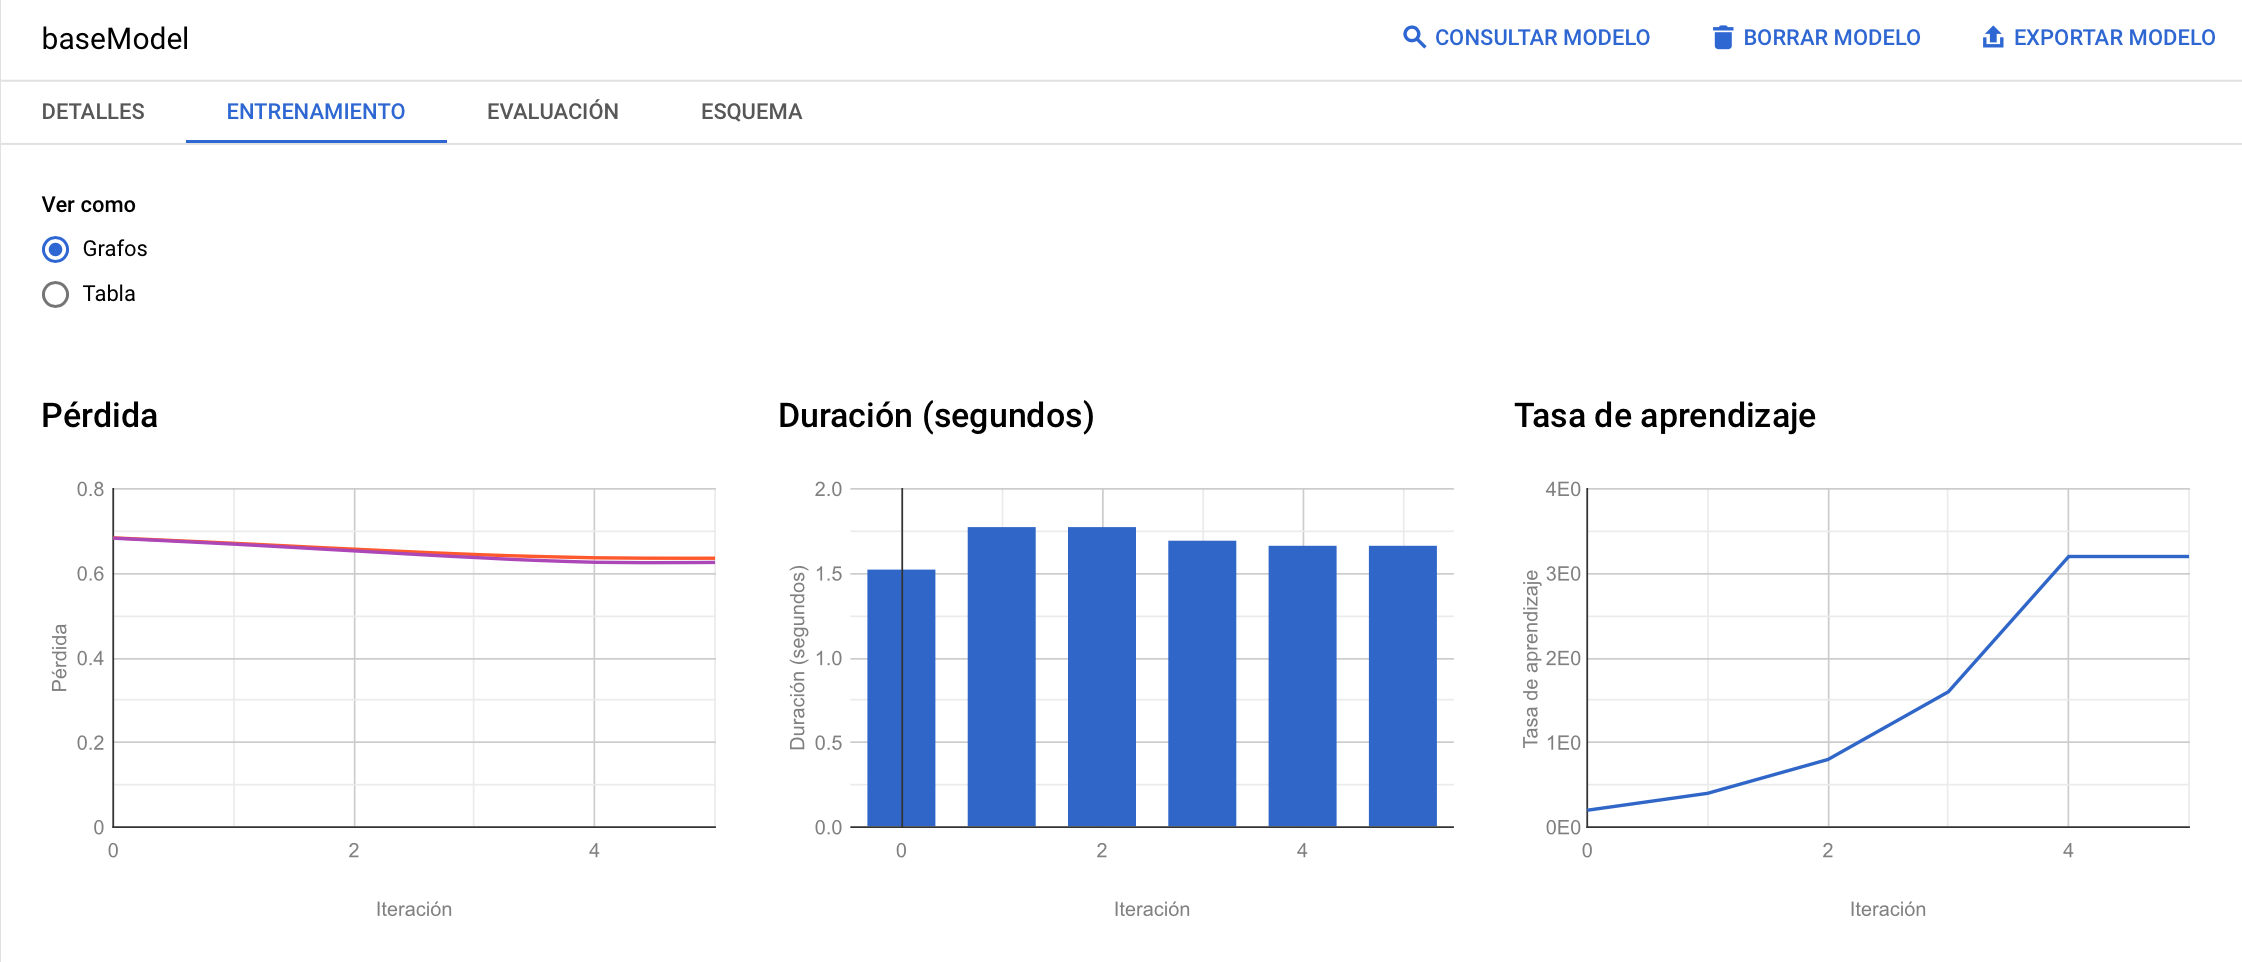 baseModel
CONSULTAR MODELO
BORRAR MODELO
EXPORTAR MODELO
DETALLES
ENTRENAMIENTO
EVALUACIÓN
ESQUEMA
Ver como
Grafos
Tabla
Pérdida
0.8
0.6
0.4
0.2
0
Pérdida
0 2 4
Iteración
Duración (segundos)
2.0
1.5
1.0
0.5
0.0
Duración (segundos)
0 2 4
Iteración
Tasa de aprendizaje
4E0
3E0
2E0
1E0
0E0
Tasa de aprendizaje
0 2 4
Iteración